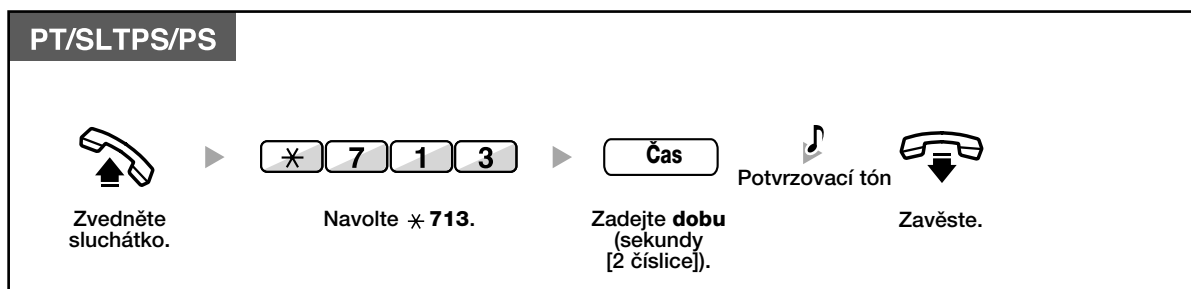 PT/SLTPS/PS
* 7 1 3
Čas
Potvrzovací tón
Zvedněte
sluchátko.
Navolte * 713.
Zadejte dobu
(sekundy
[2 číslice]).
Zavěste.